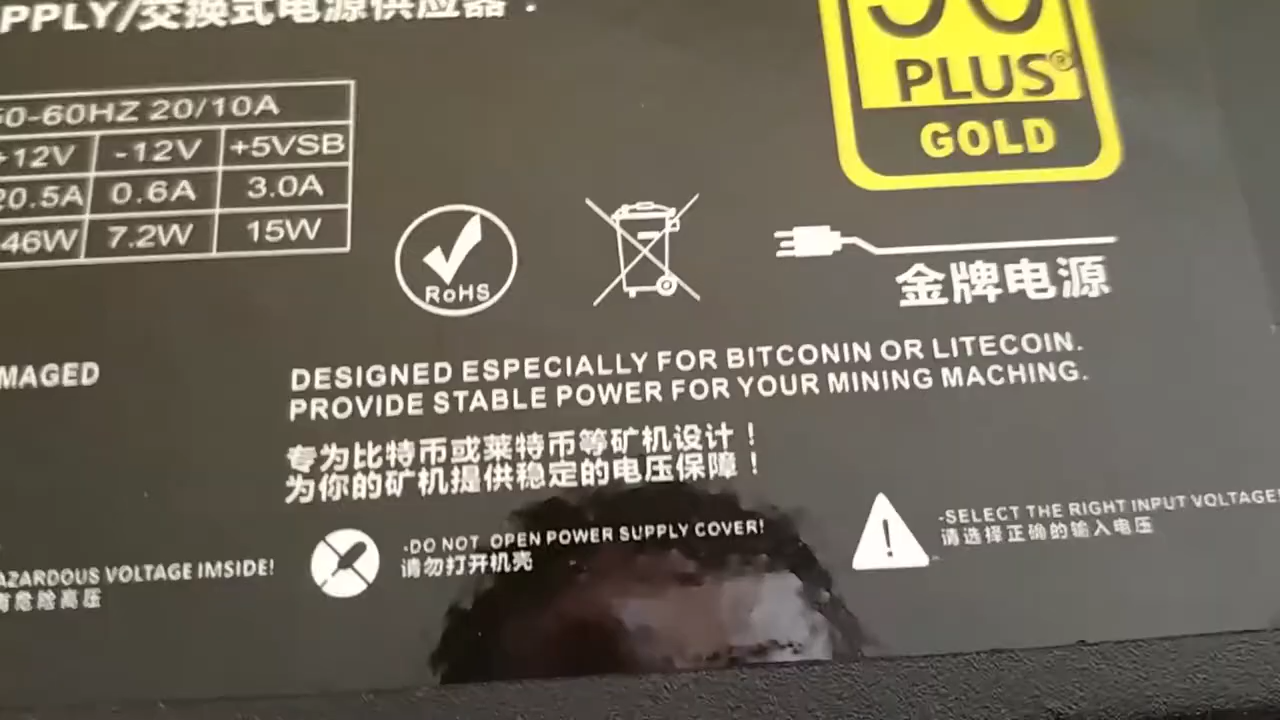 PPLY/交换式电源供应器：
PLUS®
GOLD
50-60HZ 20/10A
+12V -12V +5VSB
20.5A 0.6A 3.0A
46W 7.2W 15W
RoHS
金牌电源
MAGED
DESIGNED ESPECIALLY FOR BITCONIN OR LITECOIN.
PROVIDE STABLE POWER FOR YOUR MINING MACHING.
专为比特币或莱特币等矿机设计！
为你的矿机提供稳定的电压保障！
AZARDOUS VOLTAGE IMSIDE!
有危险高压
-DO NOT OPEN POWER SUPPLY COVER!
请勿打开机壳
-SELECT THE RIGHT INPUT VOLTAGE!
请选择正确的输入电压